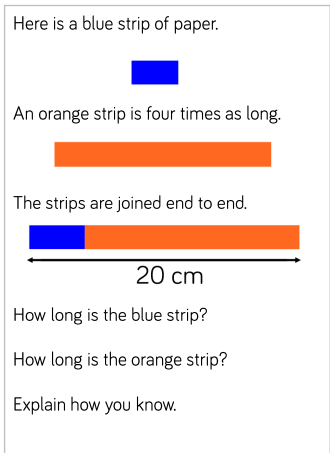 Here is a blue strip of paper.
An orange strip is four times as long.
The strips are joined end to end.
20 cm
How long is the blue strip?
How long is the orange strip?
Explain how you know.